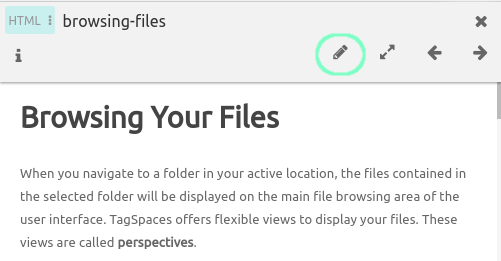 HTML browsing-files
Browsing Your Files
When you navigate to a folder in your active location, the files contained in
the selected folder will be displayed on the main file browsing area of the
user interface. TagSpaces offers flexible views to display your files. These
views are called perspectives.